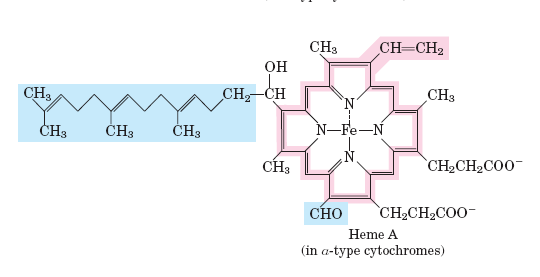 CH₃ CH=CH₂
OH
CH₃ CH₂—CH CH₃
N
CH₃ CH₃ CH₃ N—Fe—N
N
CH₃ CH₂CH₂COO⁻
CHO CH₂CH₂COO⁻
Heme A
(in a-type cytochromes)